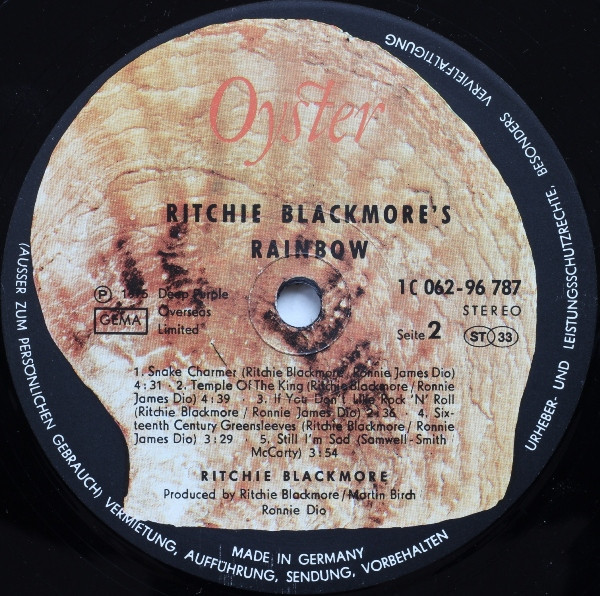 Oyster
RITCHIE BLACKMORE'S
RAINBOW
℗ 1975 Deep Purple
Overseas
Limited
GEMA
1C 062-96 787
STEREO
Seite 2
ST 33
1. Snake Charmer (Ritchie Blackmore / Ronnie James Dio)
4:31 2. Temple Of The King (Ritchie Blackmore / Ronnie
James Dio) 4:39 3. If You Don't Like Rock 'N' Roll
(Ritchie Blackmore / Ronnie James Dio) 2:36 4. Six-
teenth Century Greensleeves (Ritchie Blackmore / Ronnie
James Dio) 3:29 5. Still I'm Sad (Samwell-Smith /
McCarty) 3:54
RITCHIE BLACKMORE
Produced by Ritchie Blackmore / Martin Birch
Ronnie Dio
URHEBER- UND LEISTUNGSSCHUTZRECHTE, BESONDERS VERVIELFÄLTIGUNG
(AUSSER ZUM PERSÖNLICHEN GEBRAUCH) VERMIETUNG, AUFFÜHRUNG, SENDUNG, VORBEHALTEN
MADE IN GERMANY